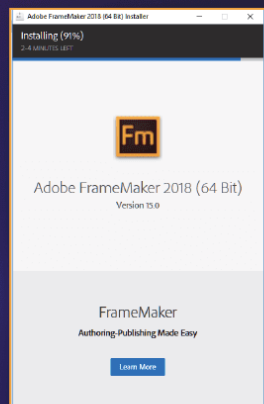 Adobe FrameMaker 2018 (64 Bit) Installer
Installing (91%)
2-4 MINUTES LEFT
Fm
Adobe FrameMaker 2018 (64 Bit)
Version 15.0
FrameMaker
Authoring-Publishing Made Easy
Learn More